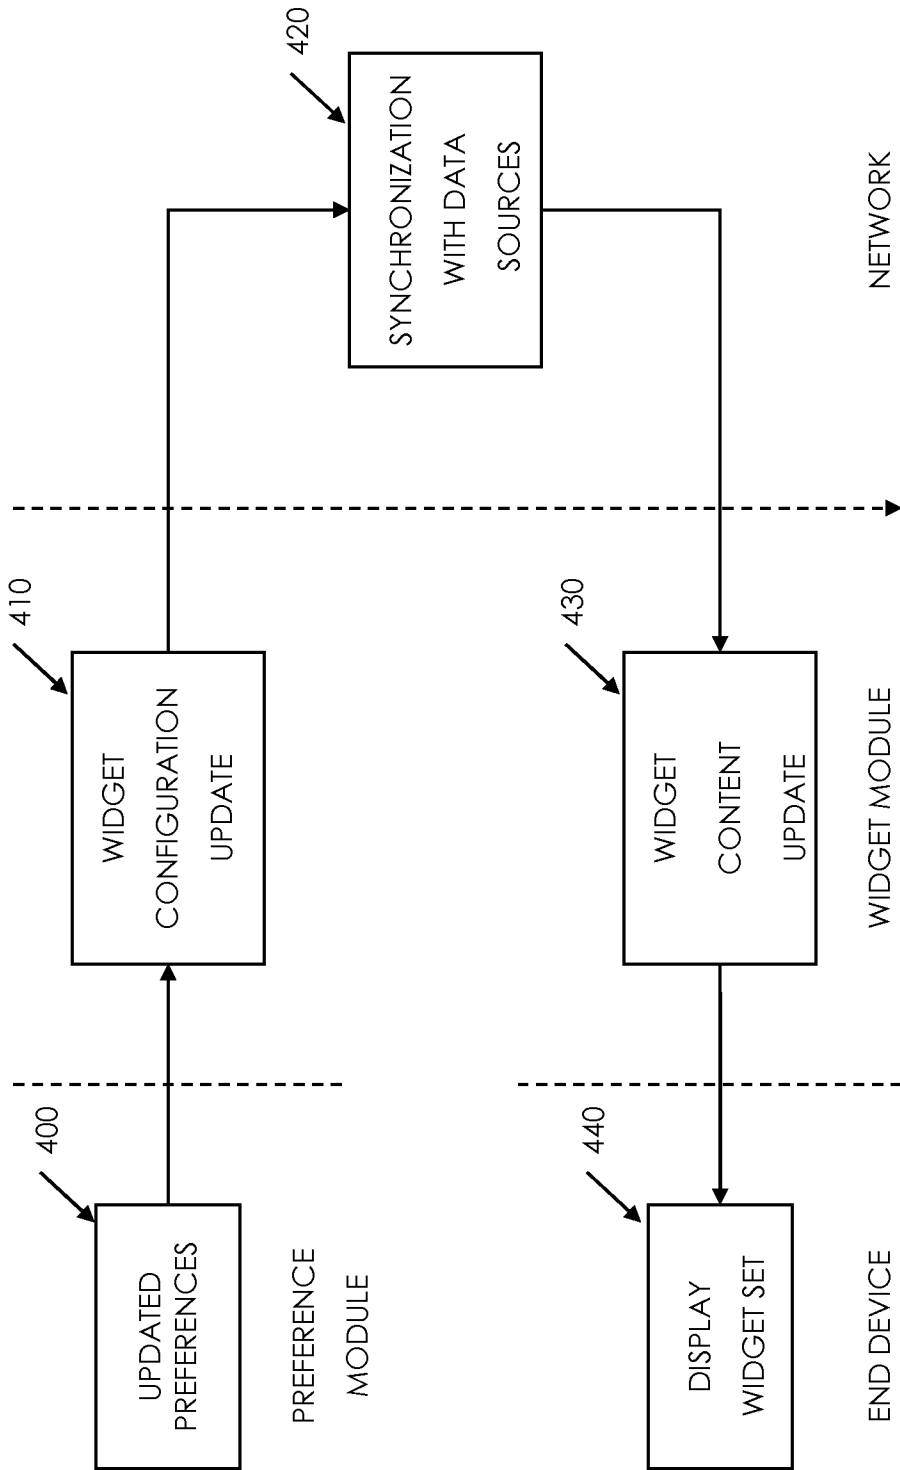 400
UPDATED
PREFERENCES
PREFERENCE
MODULE
410
WIDGET
CONFIGURATION
UPDATE
420
SYNCHRONIZATION
WITH DATA
SOURCES
430
WIDGET
CONTENT
UPDATE
440
DISPLAY
WIDGET SET
END DEVICE
WIDGET MODULE
NETWORK